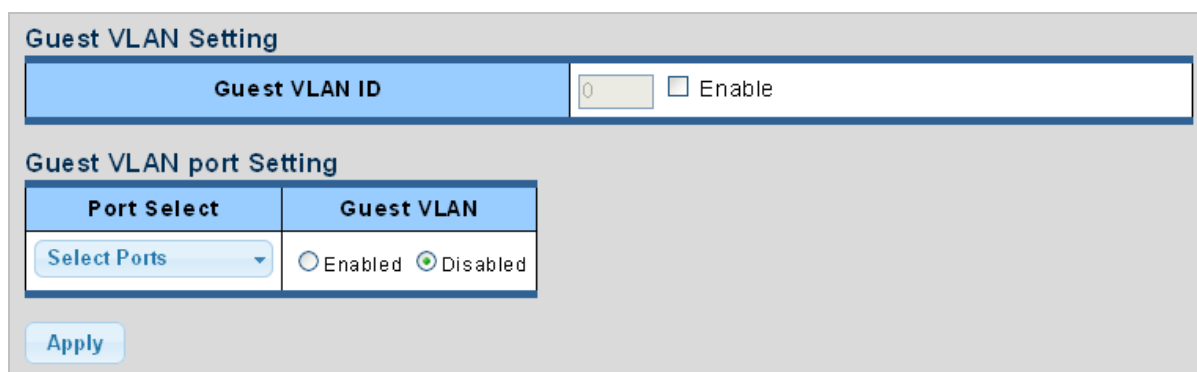 Guest VLAN Setting
Guest VLAN ID 0 Enable
Guest VLAN port Setting
Port Select Guest VLAN
Select Ports Enabled Disabled
Apply